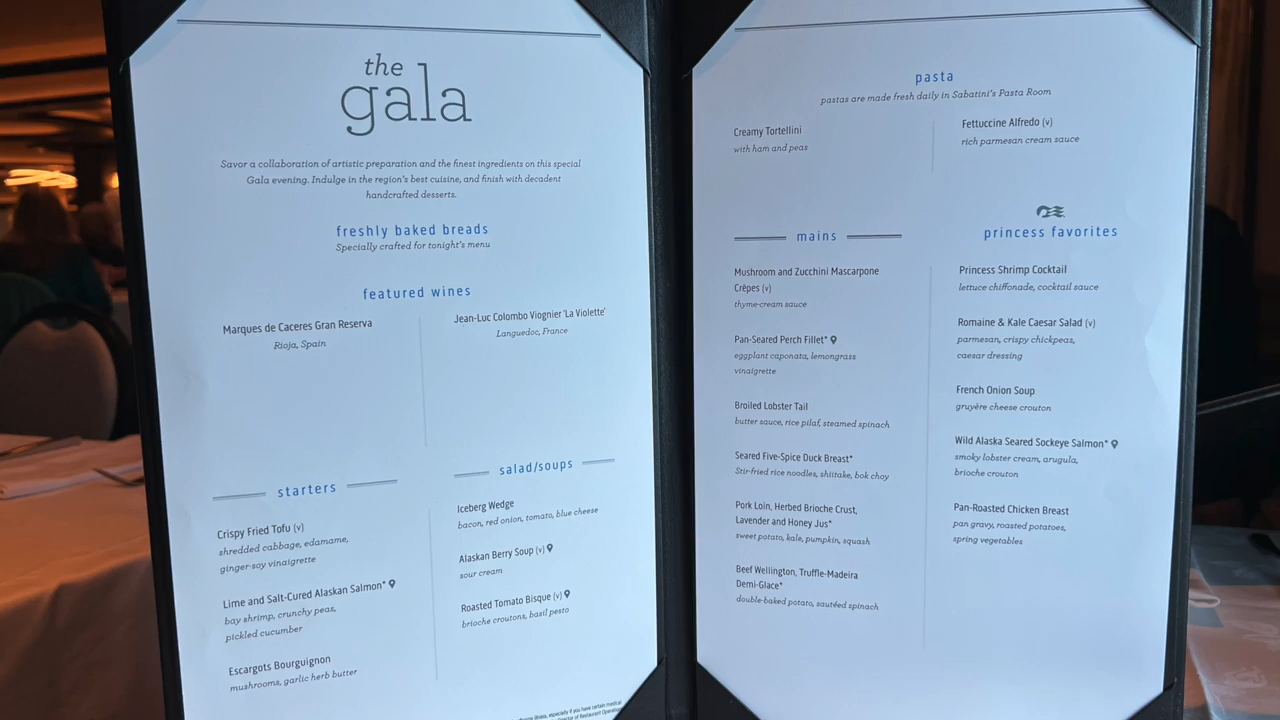 the
gala
Savor a collaboration of artistic preparation and the finest ingredients on this special
Gala evening. Indulge in the region's best cuisine, and finish with decadent
handcrafted desserts.
freshly baked breads
Specially crafted for tonight's menu
featured wines
Marques de Caceres Gran Reserva
Rioja, Spain
Jean-Luc Colombo Viognier 'La Violette'
Languedoc, France
starters
Crispy Fried Tofu (v)
shredded cabbage, edamame,
ginger-soy vinaigrette
Lime and Salt-Cured Alaskan Salmon*
bay shrimp, crunchy peas,
pickled cucumber
Escargots Bourguignon
mushrooms, garlic herb butter
salad/soups
Iceberg Wedge
bacon, red onion, tomato, blue cheese
Alaskan Berry Soup (v)
sour cream
Roasted Tomato Bisque (v)
brioche croutons, basil pesto
illness, especially if you have certain medical
Director of Restaurant Operations
pasta
pastas are made fresh daily in Sabatini's Pasta Room
Creamy Tortellini
with ham and peas
Fettuccine Alfredo (v)
rich parmesan cream sauce
mains
Mushroom and Zucchini Mascarpone
Crêpes (v)
thyme-cream sauce
Pan-Seared Perch Fillet*
eggplant caponata, lemongrass
vinaigrette
Broiled Lobster Tail
butter sauce, rice pilaf, steamed spinach
Seared Five-Spice Duck Breast*
Stir-fried rice noodles, shiitake, bok choy
Pork Loin, Herbed Brioche Crust,
Lavender and Honey Jus*
sweet potato, kale, pumpkin, squash
Beef Wellington, Truffle-Madeira
Demi-Glace*
double-baked potato, sautéed spinach
princess favorites
Princess Shrimp Cocktail
lettuce chiffonade, cocktail sauce
Romaine & Kale Caesar Salad (v)
parmesan, crispy chickpeas,
caesar dressing
French Onion Soup
gruyère cheese crouton
Wild Alaska Seared Sockeye Salmon*
smoky lobster cream, arugula,
brioche crouton
Pan-Roasted Chicken Breast
pan gravy, roasted potatoes,
spring vegetables